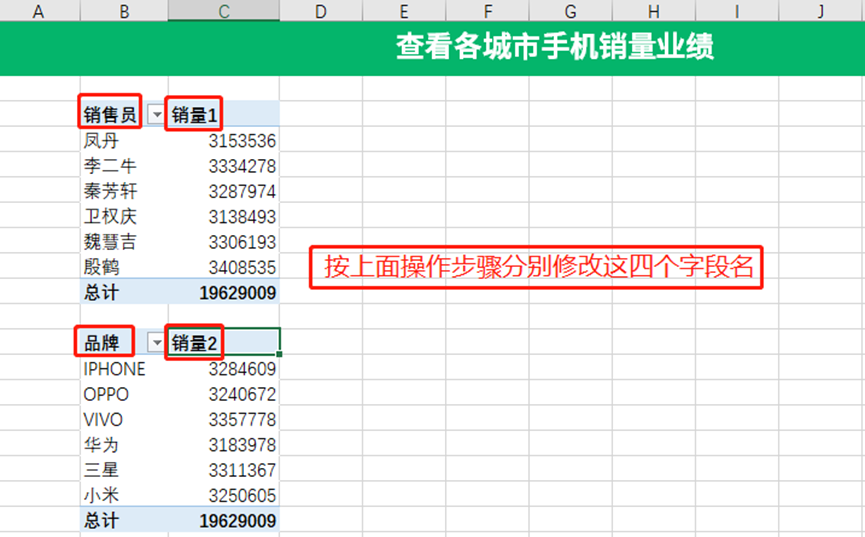 A B C D E F G H I J
查看各城市手机销量业绩
销售员 销量1
凤丹 3153536
李二牛 3334278
秦芳轩 3287974
卫权庆 3138493
魏慧吉 3306193
殷鹤 3408535
按上面操作步骤分别修改这四个字段名
总计 19629009
品牌 销量2
IPHONE 3284609
OPPO 3240672
VIVO 3357778
华为 3183978
三星 3311367
小米 3250605
总计 19629009